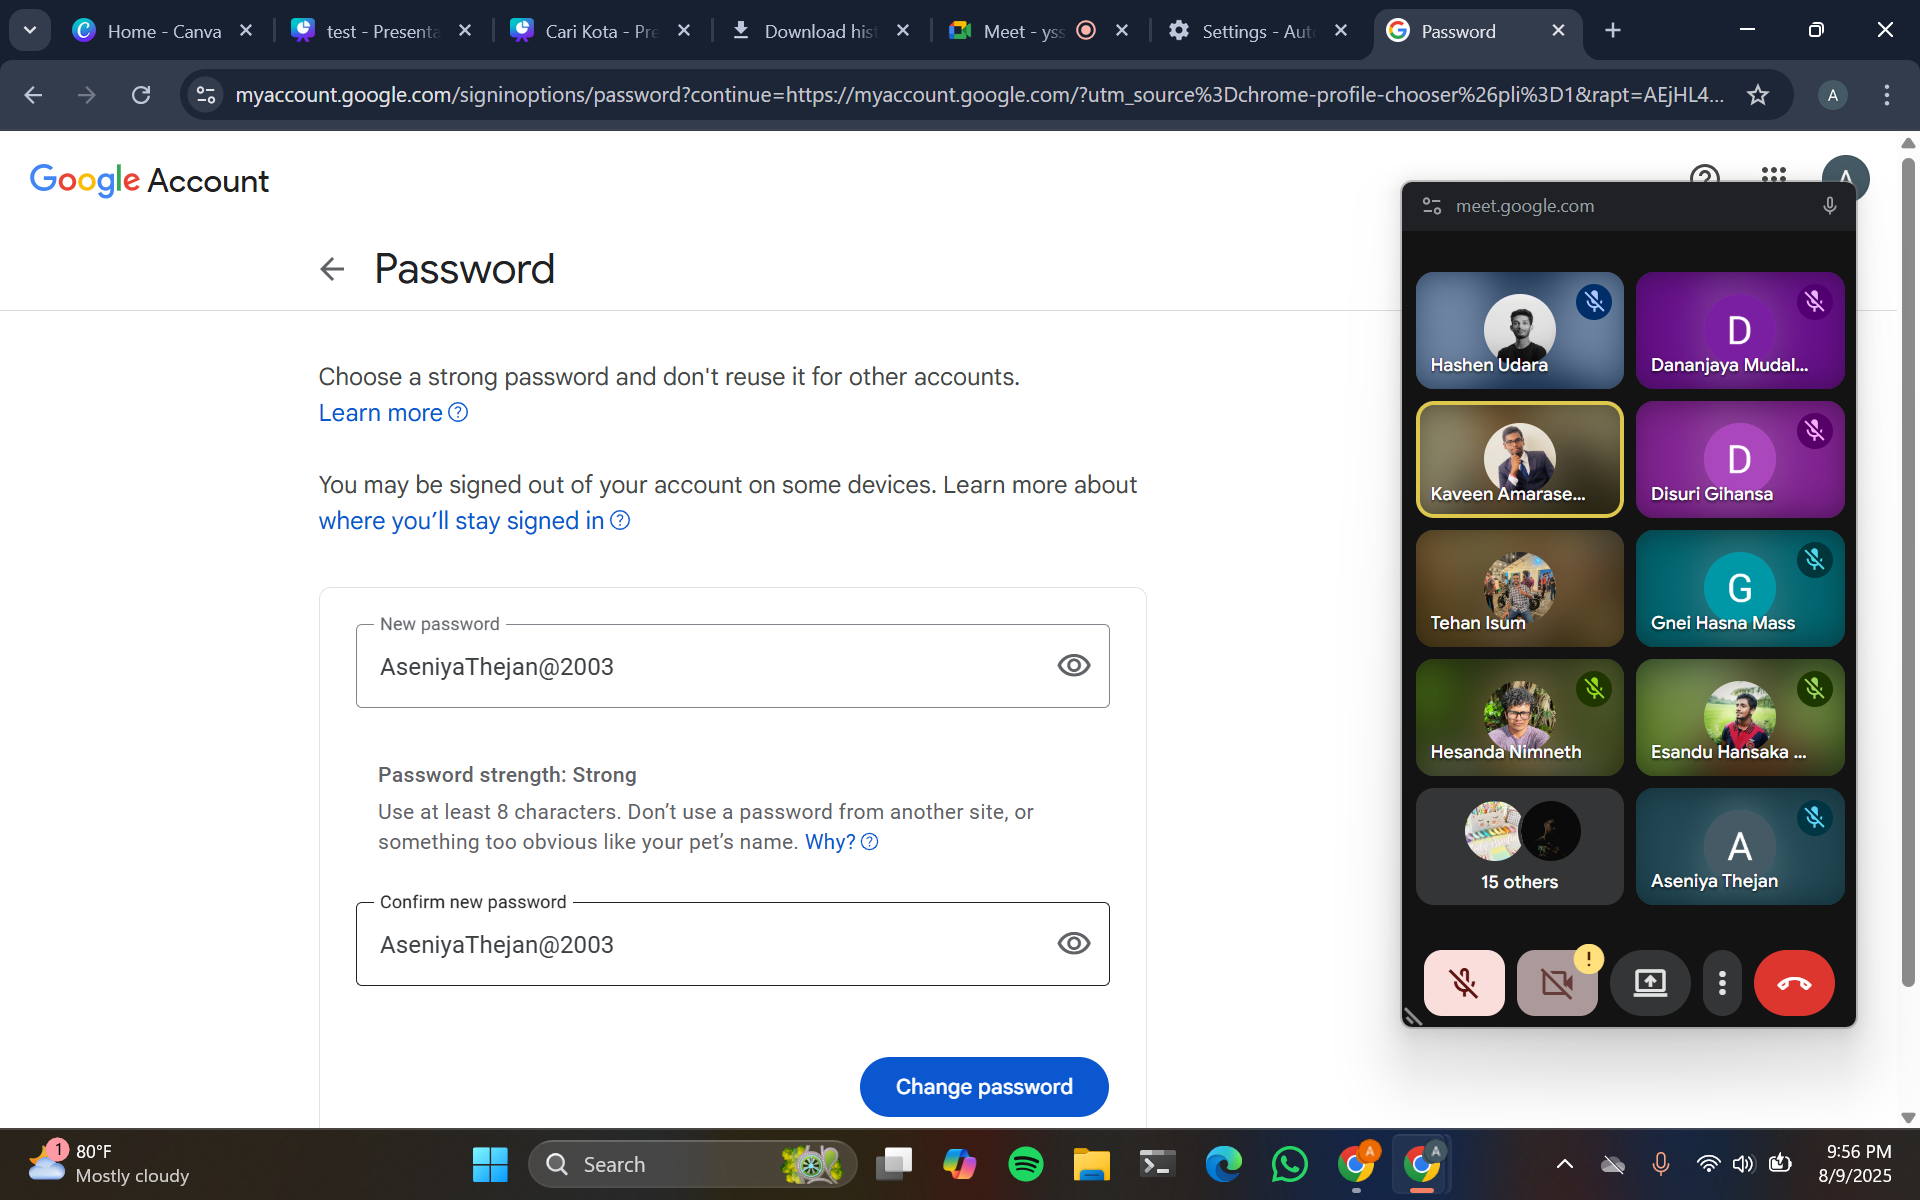 Home - Canva
test - Presenta
Cari Kota - Pre
Download hist
Meet - yss
Settings - Auto
Password
myaccount.google.com/signinoptions/password?continue=https://myaccount.google.com/?utm_source%3Dchrome-profile-chooser%26pli%3D1&rapt=AEjHL4...
A
Google Account
A
meet.google.com
Password
Choose a strong password and don't reuse it for other accounts.
Learn more
You may be signed out of your account on some devices. Learn more about
where you’ll stay signed in
New password
AseniyaThejan@2003
Password strength: Strong
Use at least 8 characters. Don’t use a password from another site, or
something too obvious like your pet’s name. Why?
Confirm new password
AseniyaThejan@2003
Change password
Hashen Udara
D
Dananjaya Mudal...
Kaveen Amarase...
D
Disuri Gihansa
Tehan Isum
G
Gnei Hasna Mass
Hesanda Nimneth
Esandu Hansaka ...
15 others
A
Aseniya Thejan
!
1
80°F
Mostly cloudy
Search
A
A
9:56 PM
8/9/2025